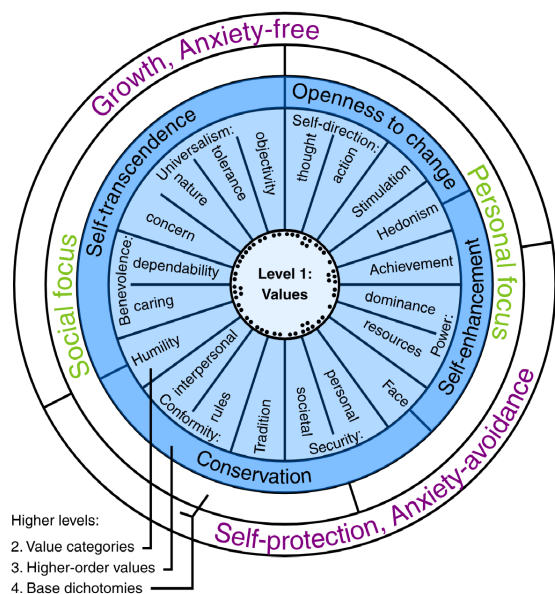 Growth, Anxiety-free
Personal focus
Self-protection, Anxiety-avoidance
Social focus
Openness to change
Self-enhancement
Conservation
Self-transcendence
Self-direction:
thought
action
Stimulation
Hedonism
Achievement
Power:
dominance
resources
Face
Security:
personal
societal
Tradition
Conformity:
rules
interpersonal
Humility
Benevolence:
caring
dependability
Universalism:
concern
nature
tolerance
objectivity
Level 1:
Values
Higher levels:
2. Value categories
3. Higher-order values
4. Base dichotomies